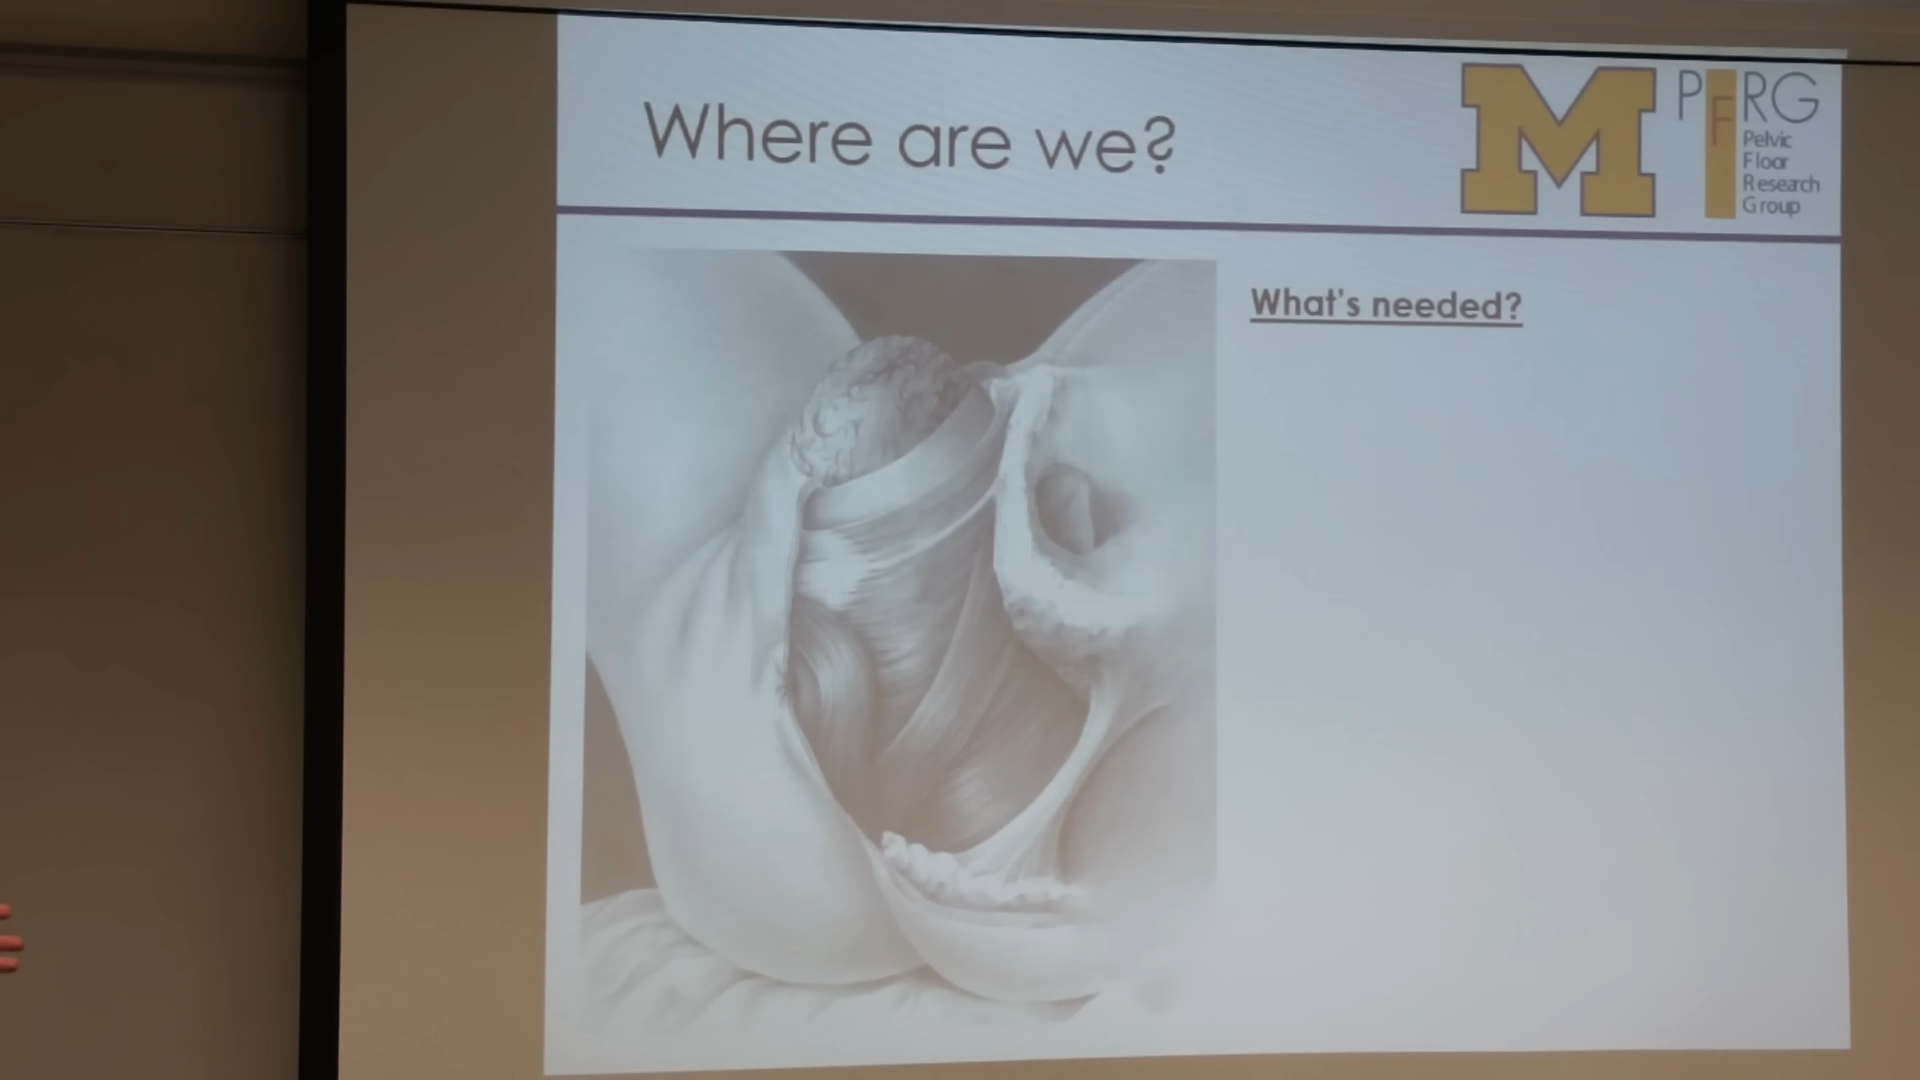 Where are we?
M
PFRG
Pelvic
Floor
Research
Group
What's needed?